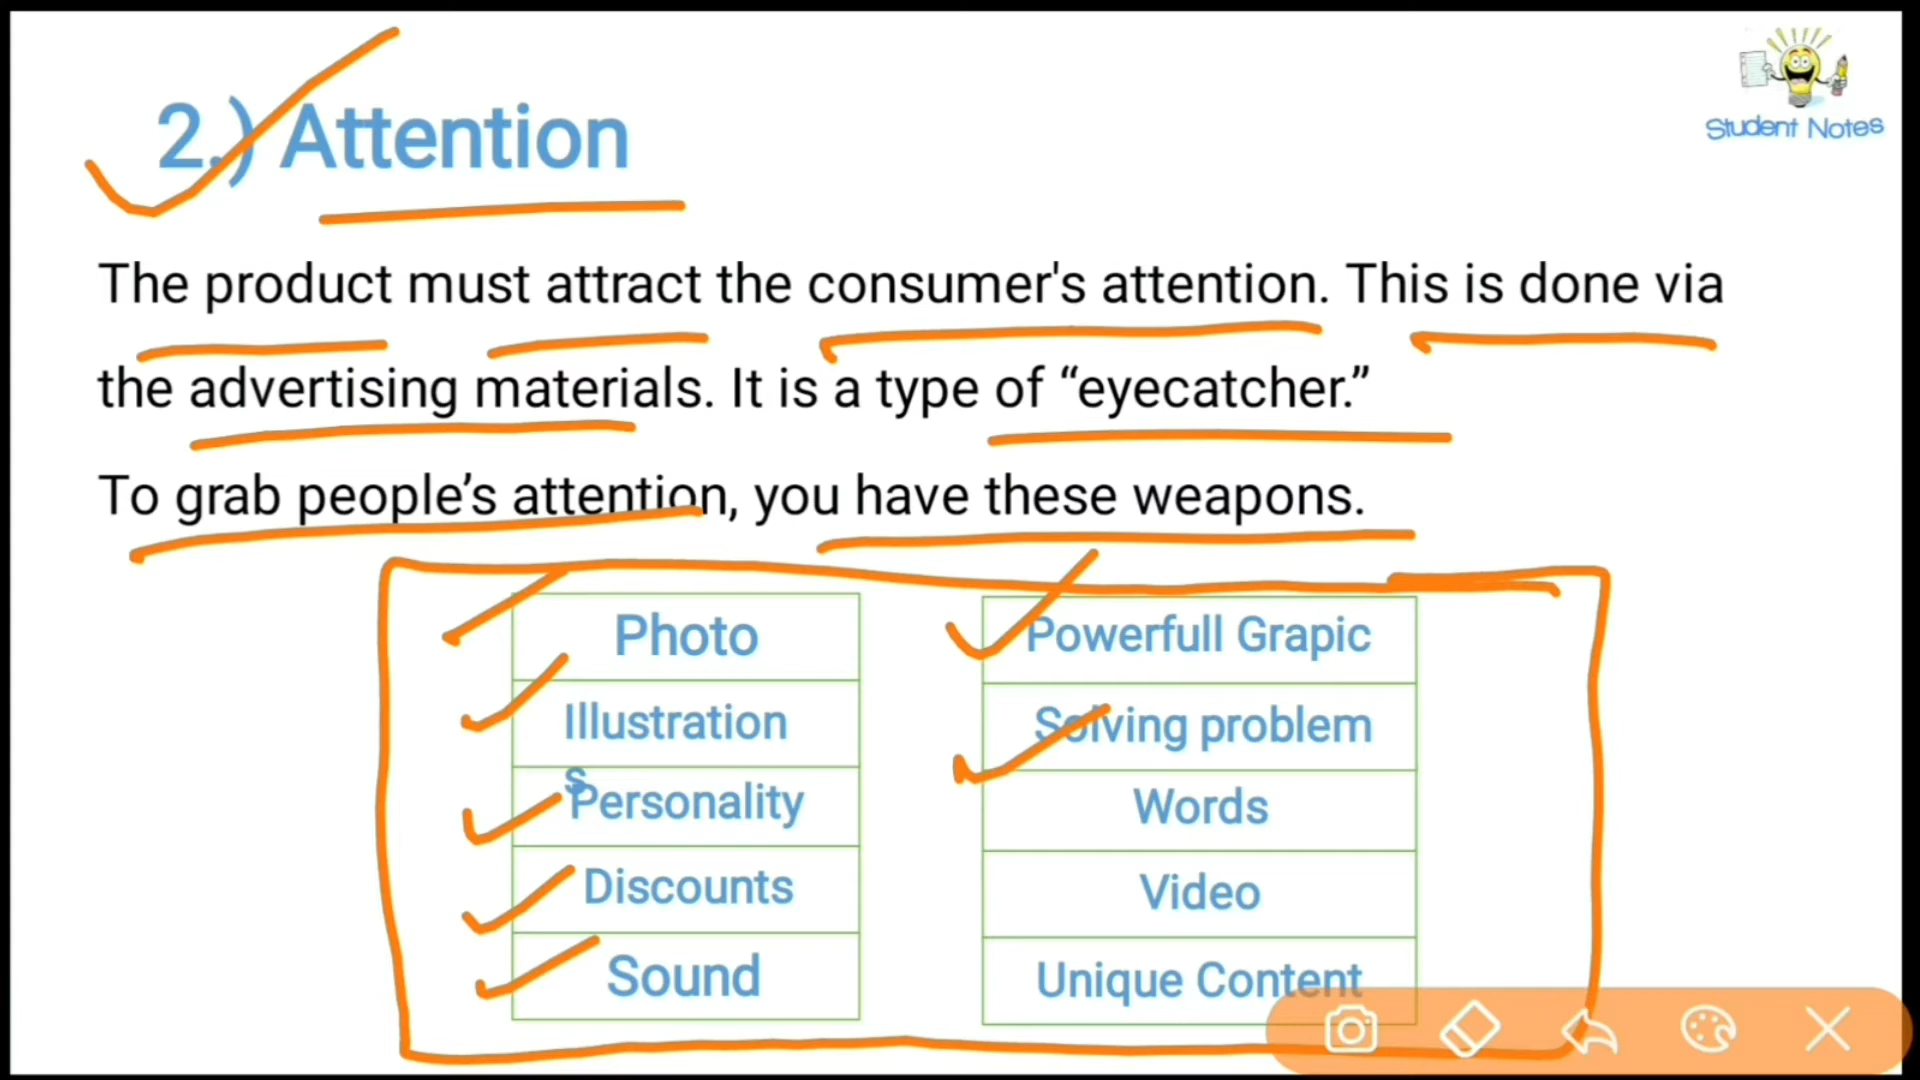 2.) Attention
Student Notes
The product must attract the consumer's attention. This is done via
the advertising materials. It is a type of “eyecatcher.”
To grab people’s attention, you have these weapons.
Photo
Illustration
s
Personality
Discounts
Sound
Powerfull Grapic
Solving problem
Words
Video
Unique Content